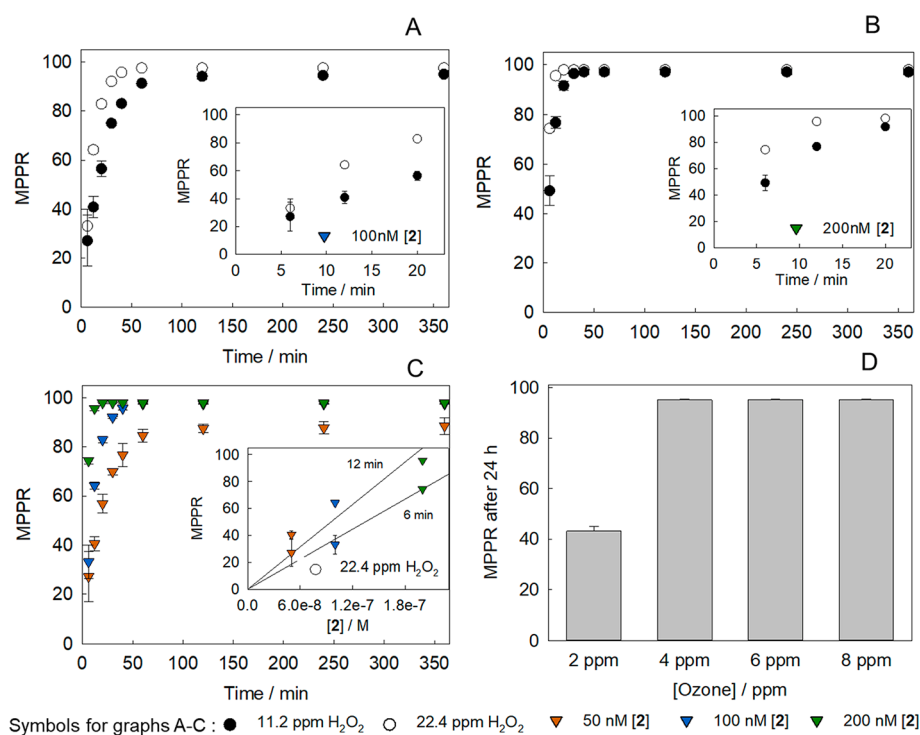 A
100
80
60
40
20
0
MPPR
0 50 100 150 200 250 300 350
Time / min
100
80
60
40
20
0
MPPR
0 5 10 15 20
Time / min
100nM [2]
B
100
80
60
40
20
0
MPPR
0 50 100 150 200 250 300 350
Time / min
100
80
60
40
20
0
MPPR
0 5 10 15 20
Time / min
200nM [2]
C
100
80
60
40
20
0
MPPR
0 50 100 150 200 250 300 350
Time / min
100
80
60
40
20
0
MPPR
12 min
6 min
22.4 ppm H₂O₂
0.0 6.0e-8 1.2e-7 1.8e-7
[2] / M
D
100
80
60
40
20
0
MPPR after 24 h
2 ppm 4 ppm 6 ppm 8 ppm
[Ozone] / ppm
Symbols for graphs A-C : 11.2 ppm H₂O₂ 22.4 ppm H₂O₂ 50 nM [2] 100 nM [2] 200 nM [2]